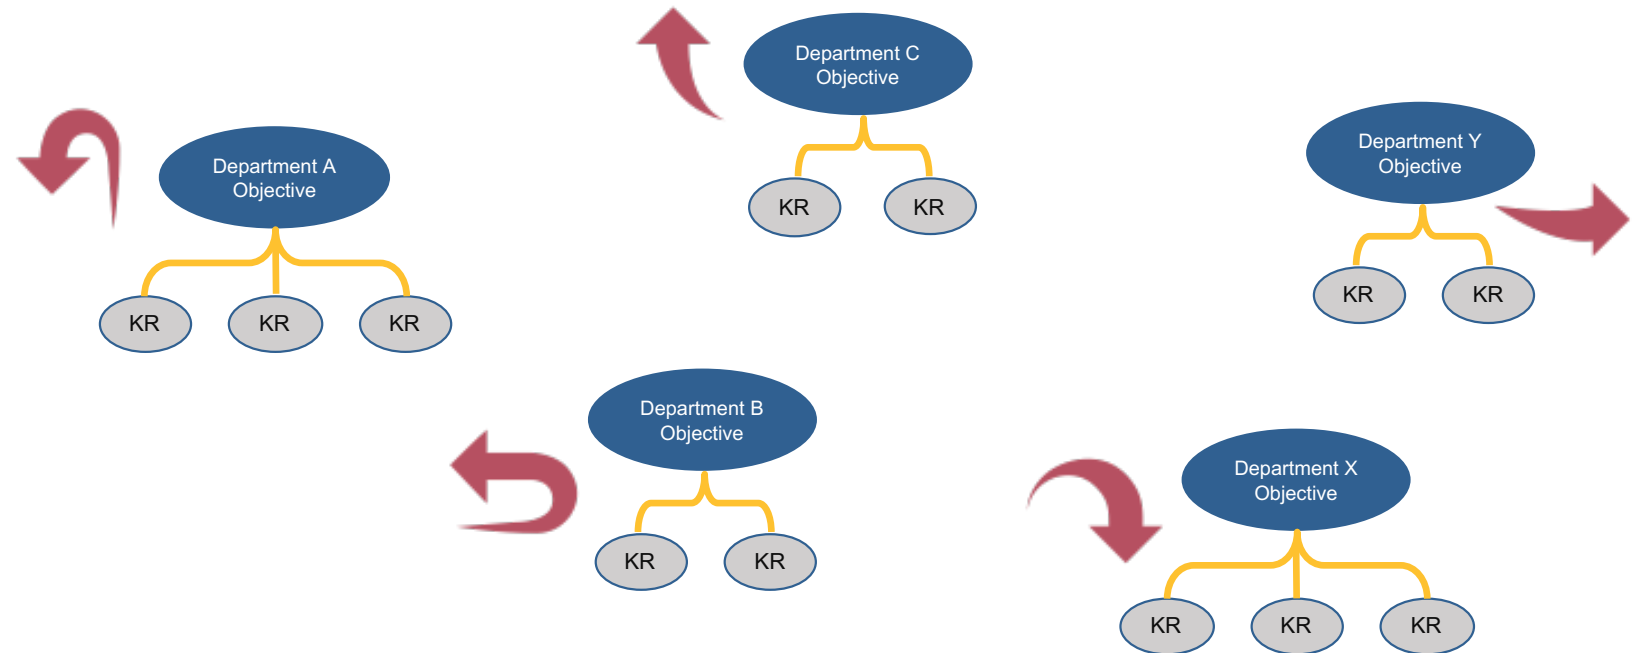 Department C
Objective
KR
KR
Department A
Objective
KR
KR
KR
Department Y
Objective
KR
KR
Department B
Objective
KR
KR
Department X
Objective
KR
KR
KR